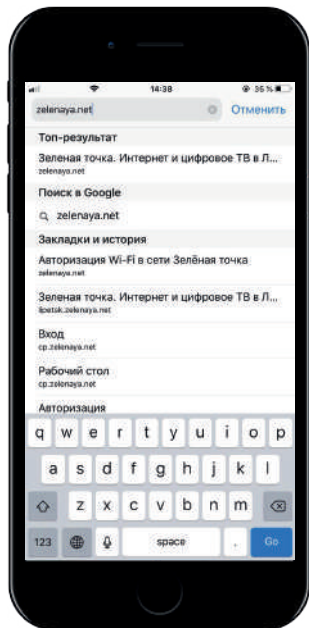 14:38
35 %
zelenaya.net
Отменить
Топ-результат
Зеленая точка. Интернет и цифровое ТВ в Л...
zelenaya.net
Поиск в Google
zelenaya.net
Закладки и история
Авторизация Wi-Fi в сети Зелёная точка
zelenaya.net
Зеленая точка. Интернет и цифровое ТВ в Л...
lipetsk.zelenaya.net
Вход
cp.zelenaya.net
Рабочий стол
cp.zelenaya.net
Авторизация
q w e r t y u i o p
a s d f g h j k l
z x c v b n m
123 space . Go